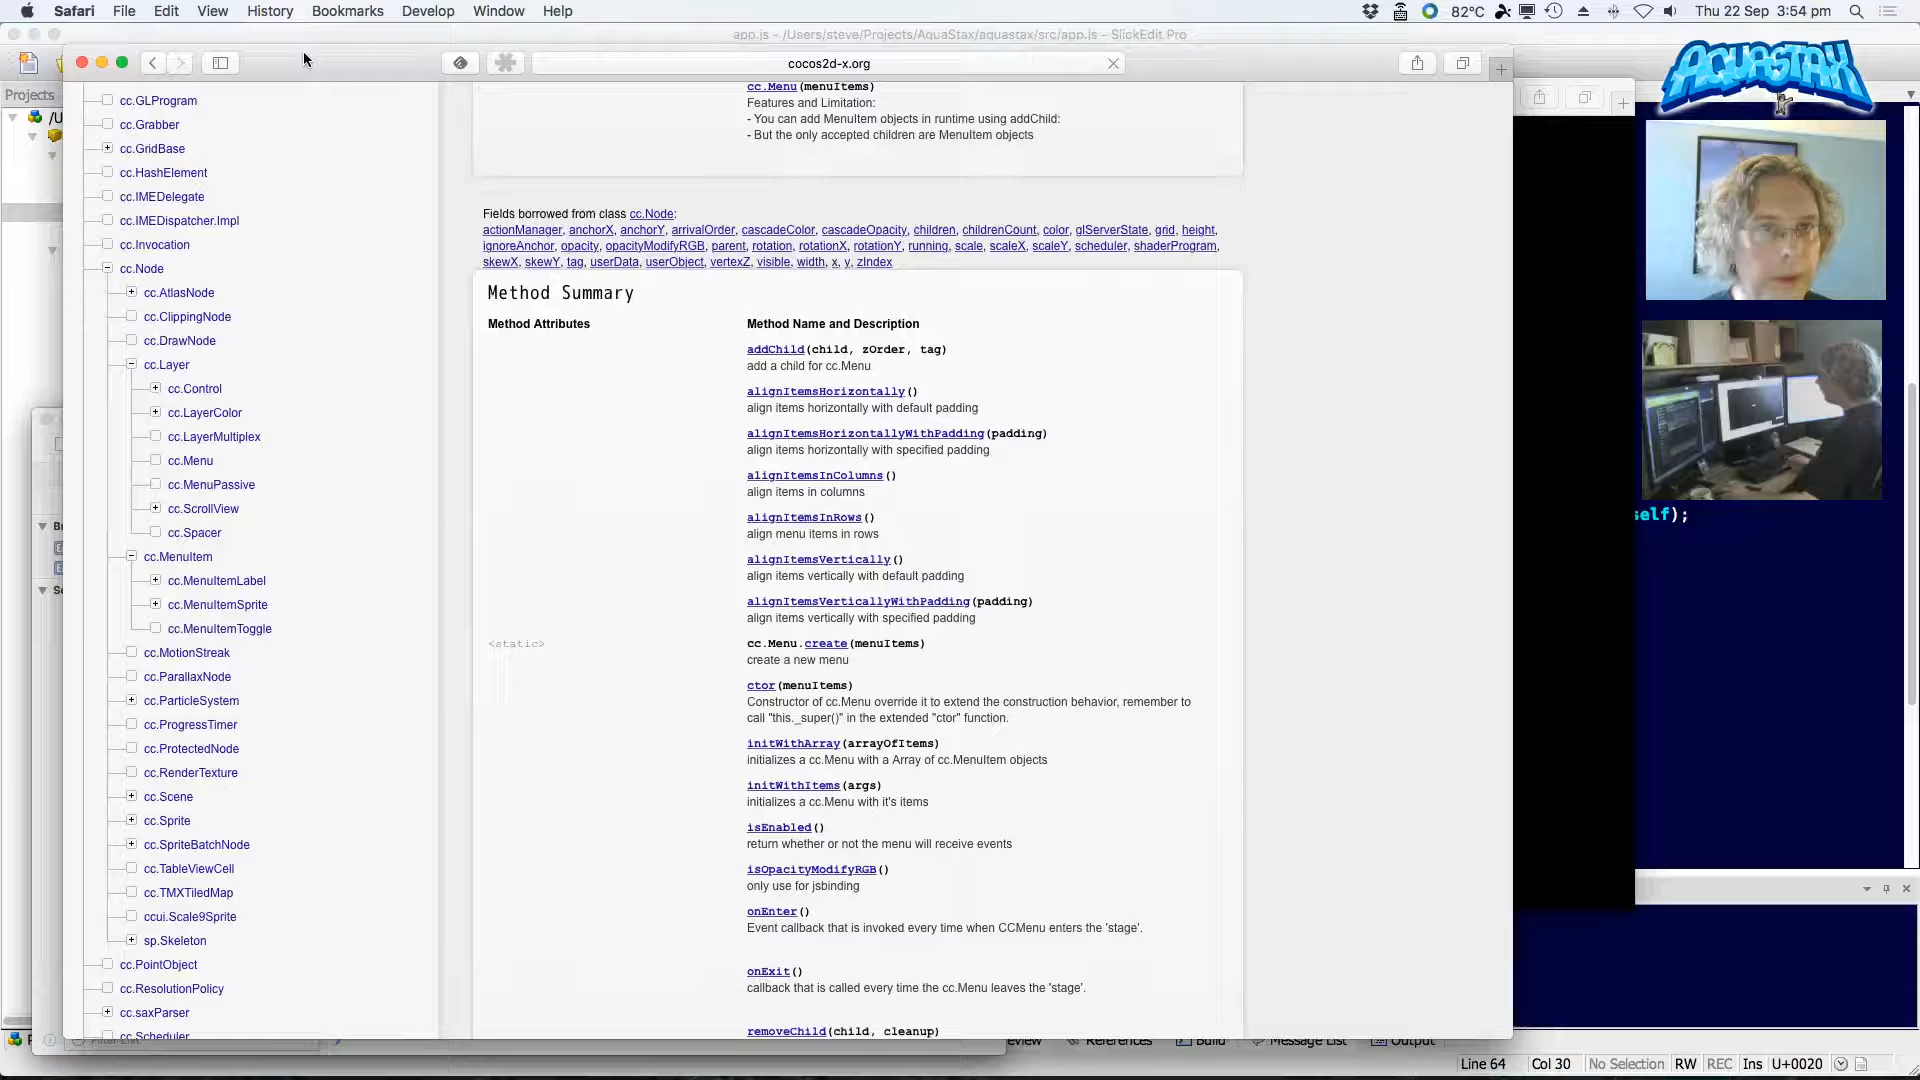 Safari File Edit View History Bookmarks Develop Window Help
82°C
Thu 22 Sep 3:54 pm
app.js - /Users/steve/Projects/AquaStax/aquastax/src/app.js - SlickEdit Pro
cocos2d-x.org
AQUASTAX
Projects
cc.GLProgram
cc.Grabber
cc.GridBase
cc.HashElement
cc.IMEDelegate
cc.IMEDispatcher.Impl
cc.Invocation
cc.Node
cc.AtlasNode
cc.ClippingNode
cc.DrawNode
cc.Layer
cc.Control
cc.LayerColor
cc.LayerMultiplex
cc.Menu
cc.MenuPassive
cc.ScrollView
cc.Spacer
cc.MenuItem
cc.MenuItemLabel
cc.MenuItemSprite
cc.MenuItemToggle
cc.MotionStreak
cc.ParallaxNode
cc.ParticleSystem
cc.ProgressTimer
cc.ProtectedNode
cc.RenderTexture
cc.Scene
cc.Sprite
cc.SpriteBatchNode
cc.TableViewCell
cc.TMXTiledMap
ccui.Scale9Sprite
sp.Skeleton
cc.PointObject
cc.ResolutionPolicy
cc.saxParser
cc.Scheduler
cc.Menu(menuItems)
Features and Limitation:
- You can add MenuItem objects in runtime using addChild:
- But the only accepted children are MenuItem objects
Fields borrowed from class cc.Node:
actionManager, anchorX, anchorY, arrivalOrder, cascadeColor, cascadeOpacity, children, childrenCount, color, glServerState, grid, height,
ignoreAnchor, opacity, opacityModifyRGB, parent, rotation, rotationX, rotationY, running, scale, scaleX, scaleY, scheduler, shaderProgram,
skewX, skewY, tag, userData, userObject, vertexZ, visible, width, x, y, zIndex
Method Summary
Method Attributes Method Name and Description
addChild(child, zOrder, tag)
add a child for cc.Menu
alignItemsHorizontally()
align items horizontally with default padding
alignItemsHorizontallyWithPadding(padding)
align items horizontally with specified padding
alignItemsInColumns()
align items in columns
alignItemsInRows()
align menu items in rows
alignItemsVertically()
align items vertically with default padding
alignItemsVerticallyWithPadding(padding)
align items vertically with specified padding
<static> cc.Menu.create(menuItems)
create a new menu
ctor(menuItems)
Constructor of cc.Menu override it to extend the construction behavior, remember to
call "this._super()" in the extended "ctor" function.
initWithArray(arrayOfItems)
initializes a cc.Menu with a Array of cc.MenuItem objects
initWithItems(args)
initializes a cc.Menu with it's items
isEnabled()
return whether or not the menu will receive events
isOpacityModifyRGB()
only use for jsbinding
onEnter()
Event callback that is invoked every time when CCMenu enters the 'stage'.
onExit()
callback that is called every time the cc.Menu leaves the 'stage'.
removeChild(child, cleanup)
self);
References Build Message List Output
Line 64 Col 30 No Selection RW REC Ins U+0020